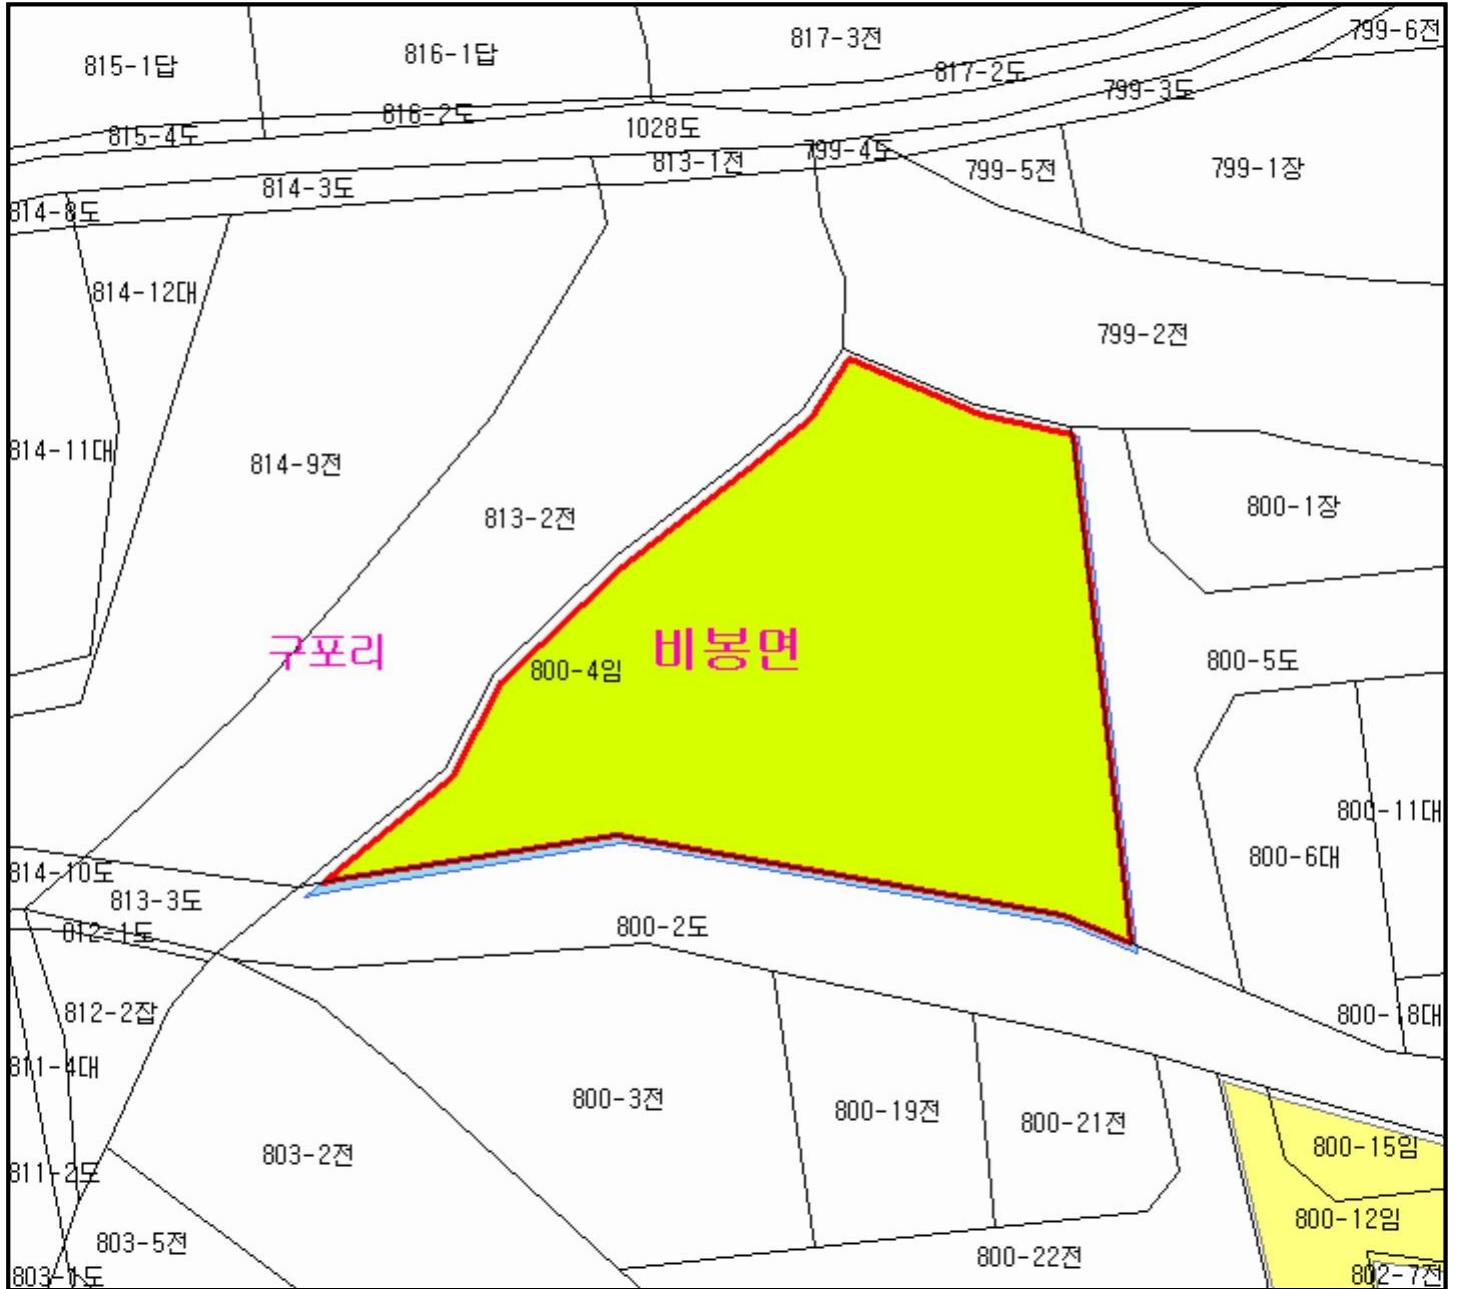 799-6전
817-3전
816-1답
815-1답
817-2도
799-3도
816-2도
1028도
815-4도
799-4도
813-1전
799-5전
799-1장
814-3도
814-8도
814-12대
799-2전
814-11대
814-9전
800-1장
813-2전
구포리
비봉면
800-4임
800-5도
800-11대
800-6대
814-10도
813-3도
800-2도
812-1도
812-2잡
800-18대
811-4대
800-3전
800-19전
800-21전
800-15임
803-2전
811-2도
800-12임
803-5전
800-22전
803-1도
802-7전